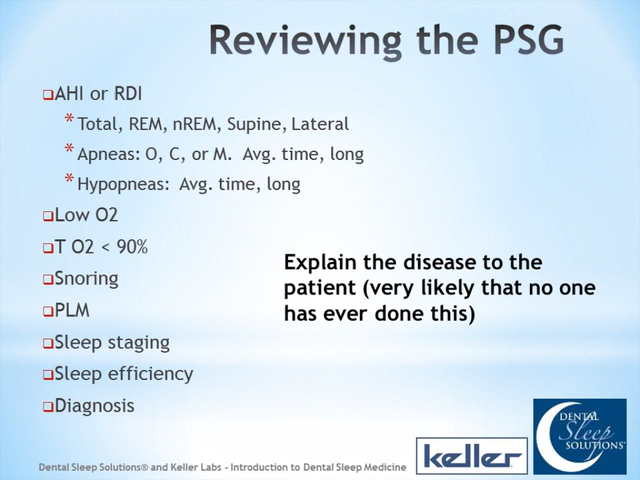 Reviewing the PSG
AHI or RDI
* Total, REM, nREM, Supine, Lateral
* Apneas: O, C, or M.  Avg. time, long
* Hypopneas:  Avg. time, long
Low O2
T O2 < 90%
Snoring
PLM
Sleep staging
Sleep efficiency
Diagnosis
Explain the disease to the
patient (very likely that no one
has ever done this)
Dental Sleep Solutions® and Keller Labs - Introduction to Dental Sleep Medicine
keller
DENTAL
Sleep
SOLUTIONS